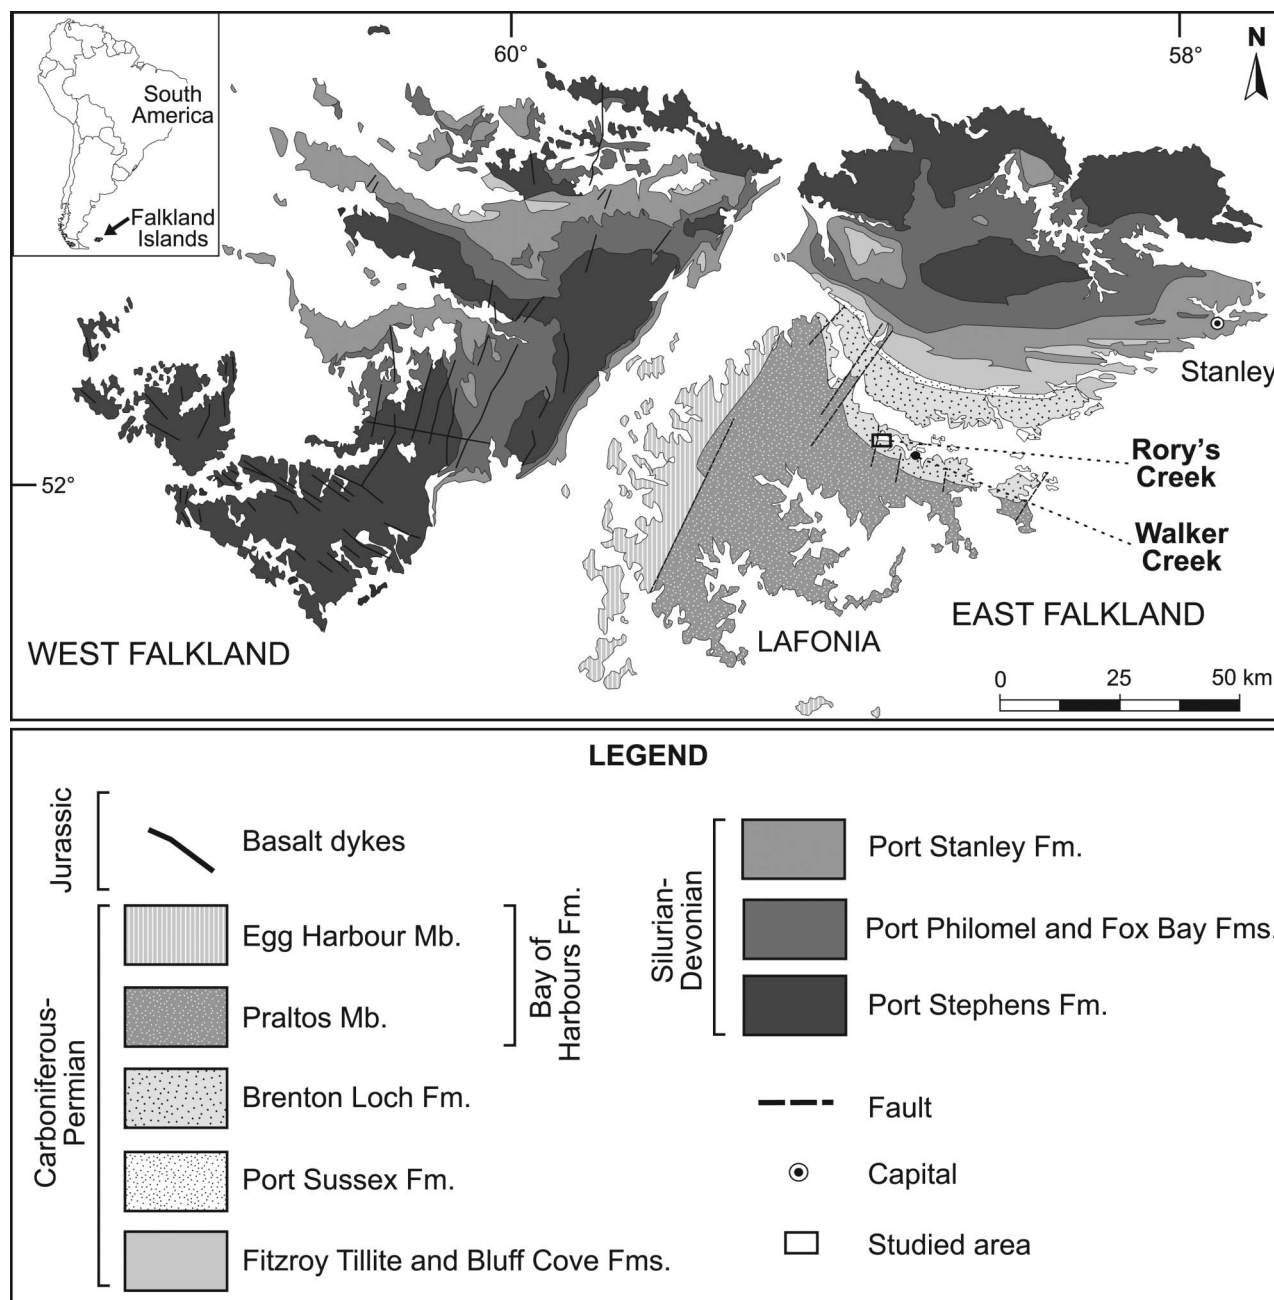 60°
58°
N
South
America
Falkland
Islands
Stanley
Rory's
Creek
52°
Walker
Creek
EAST FALKLAND
LAFONIA
WEST FALKLAND
0 25 50 km
LEGEND
Jurassic
Basalt dykes
Carboniferous-
Permian
Egg Harbour Mb.
Praltos Mb.
Bay of
Harbours Fm.
Brenton Loch Fm.
Port Sussex Fm.
Fitzroy Tillite and Bluff Cove Fms.
Silurian-
Devonian
Port Stanley Fm.
Port Philomel and Fox Bay Fms.
Port Stephens Fm.
Fault
Capital
Studied area